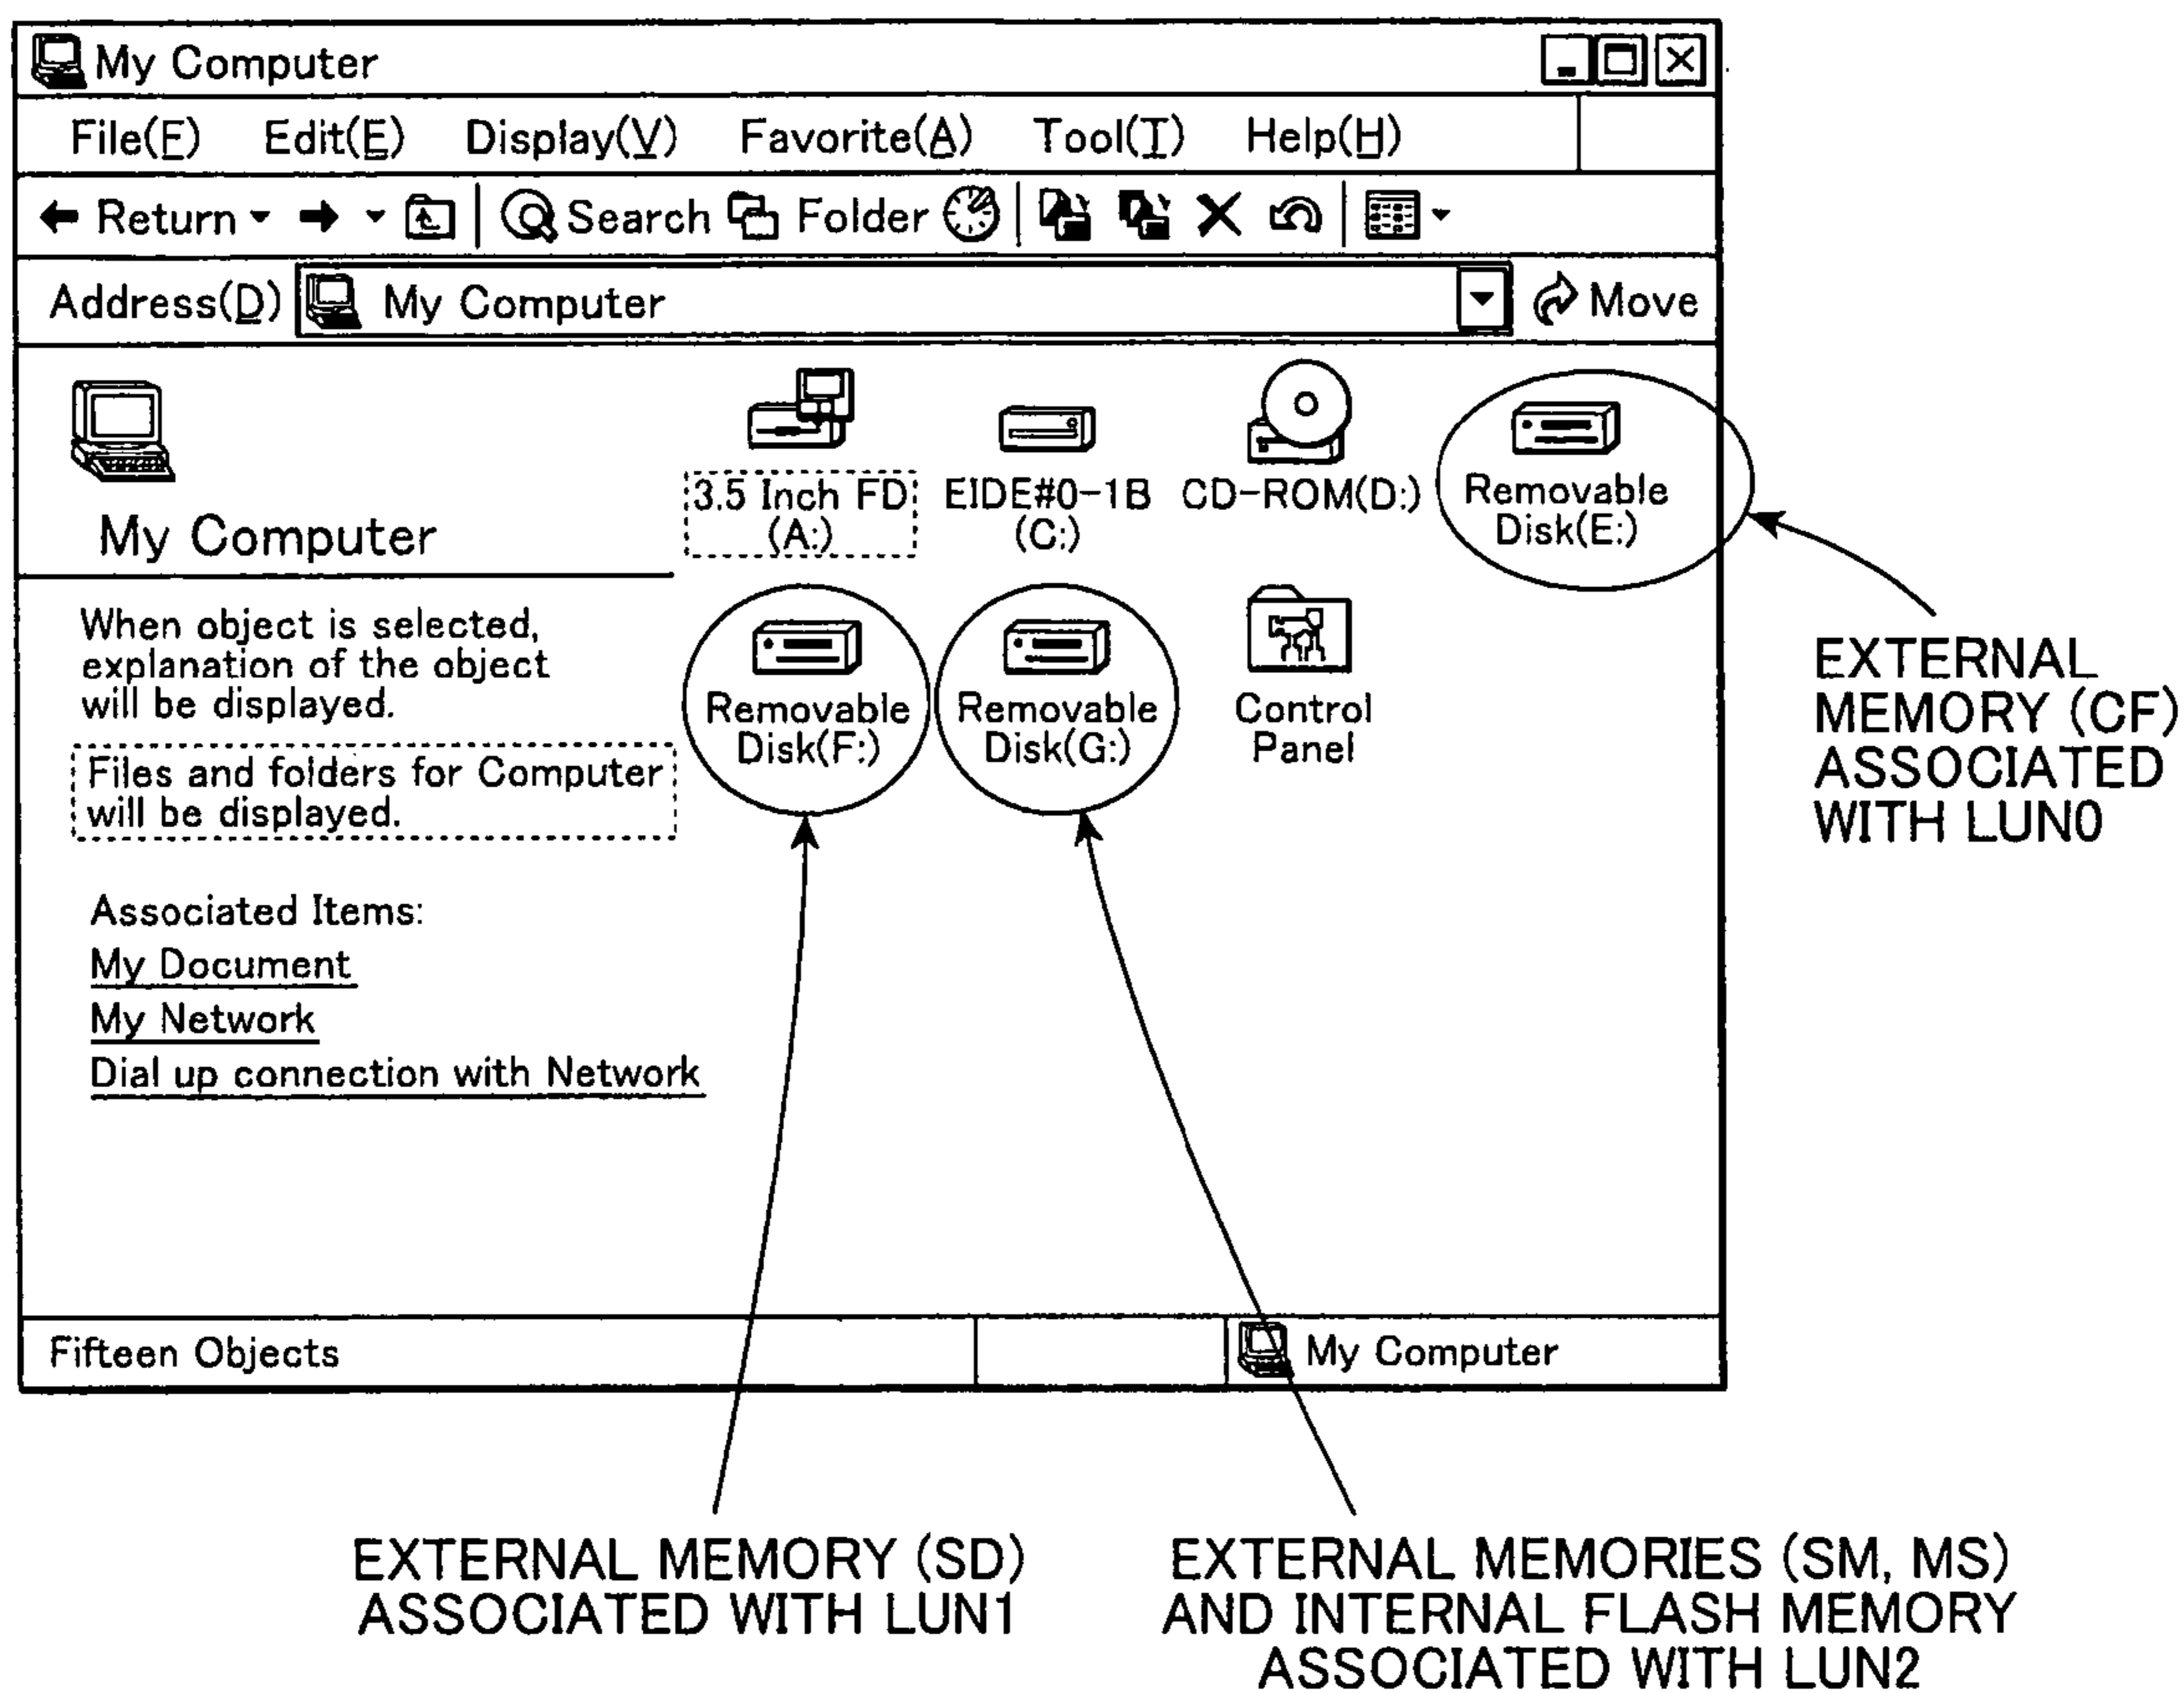 My Computer
File(F) Edit(E) Display(V) Favorite(A) Tool(T) Help(H)
Return Search Folder
Address(D) My Computer Move
My Computer
When object is selected,
explanation of the object
will be displayed.
Files and folders for Computer
will be displayed.
Associated Items:
My Document
My Network
Dial up connection with Network
3.5 Inch FD
(A:)
EIDE#0-1B
(C:)
CD-ROM(D:)
Removable
Disk(E:)
Removable
Disk(F:)
Removable
Disk(G:)
Control
Panel
Fifteen Objects
My Computer
EXTERNAL
MEMORY (CF)
ASSOCIATED
WITH LUN0
EXTERNAL MEMORY (SD)
ASSOCIATED WITH LUN1
EXTERNAL MEMORIES (SM, MS)
AND INTERNAL FLASH MEMORY
ASSOCIATED WITH LUN2